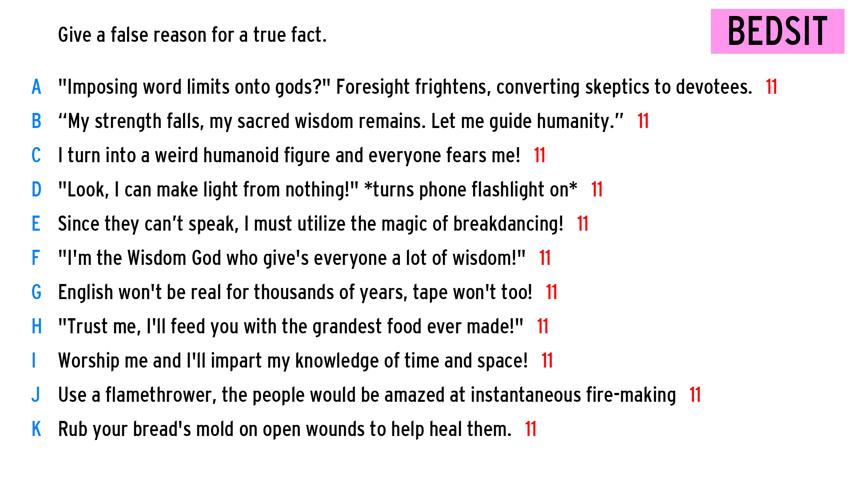 Give a false reason for a true fact.
BEDSIT
A "Imposing word limits onto gods?" Foresight frightens, converting skeptics to devotees. 11
B “My strength falls, my sacred wisdom remains. Let me guide humanity.” 11
C I turn into a weird humanoid figure and everyone fears me! 11
D "Look, I can make light from nothing!" *turns phone flashlight on* 11
E Since they can’t speak, I must utilize the magic of breakdancing! 11
F "I'm the Wisdom God who give's everyone a lot of wisdom!" 11
G English won't be real for thousands of years, tape won't too! 11
H "Trust me, I'll feed you with the grandest food ever made!" 11
I Worship me and I'll impart my knowledge of time and space! 11
J Use a flamethrower, the people would be amazed at instantaneous fire-making 11
K Rub your bread's mold on open wounds to help heal them. 11